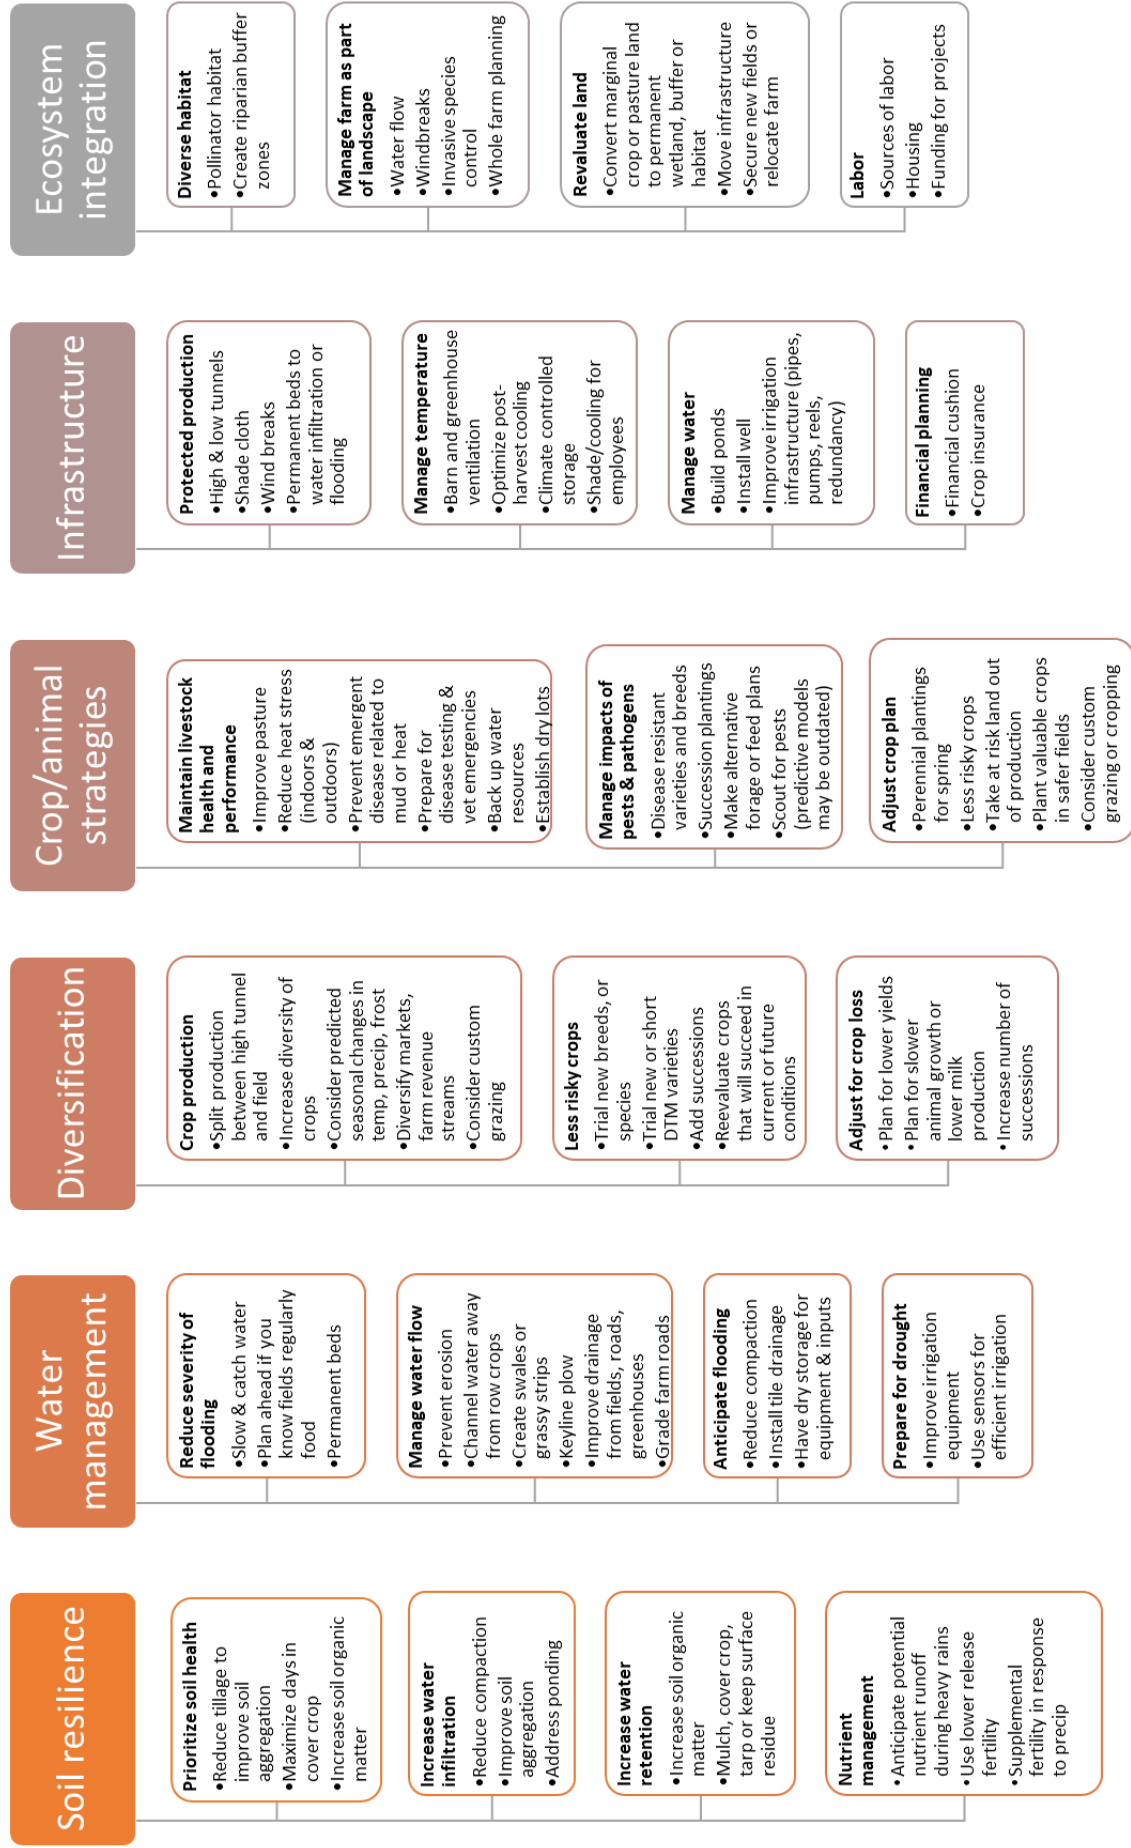 Soil resilience
Prioritize soil health
•Reduce tillage to
improve soil
aggregation
•Maximize days in
cover crop
•Increase soil organic
matter
Increase water
infiltration
•Reduce compaction
•Improve soil
aggregation
•Address ponding
Increase water
retention
•Increase soil organic
matter
•Mulch, cover crop,
tarp or keep surface
residue
Nutrient
management
•Anticipate potential
nutrient runoff
during heavy rains
•Use lower release
fertility
•Supplemental
fertility in response
to precip
Water
management
Reduce severity of
flooding
•Slow & catch water
•Plan ahead if you
know fields regularly
food
•Permanent beds
Manage water flow
•Prevent erosion
•Channel water away
from row crops
•Create swales or
grassy strips
•Keyline plow
•Improve drainage
from fields, roads,
greenhouses
•Grade farm roads
Anticipate flooding
•Reduce compaction
•Install tile drainage
•Have dry storage for
equipment & inputs
Prepare for drought
•Improve irrigation
equipment
•Use sensors for
efficient irrigation
Diversification
Crop production
•Split production
between high tunnel
and field
•Increase diversity of
crops
•Consider predicted
seasonal changes in
temp, precip, frost
•Diversify markets,
farm revenue
streams
•Consider custom
grazing
Less risky crops
•Trial new breeds, or
species
•Trial new or short
DTM varieties
•Add successions
•Reevaluate crops
that will succeed in
current or future
conditions
Adjust for crop loss
•Plan for lower yields
•Plan for slower
animal growth or
lower milk
production
•Increase number of
successions
Crop/animal
strategies
Maintain livestock
health and
performance
•Improve pasture
•Reduce heat stress
(indoors &
outdoors)
•Prevent emergent
disease related to
mud or heat
•Prepare for
disease testing &
vet emergencies
•Back up water
resources
•Establish dry lots
Manage impacts of
pests & pathogens
•Disease resistant
varieties and breeds
•Succession plantings
•Make alternative
forage or feed plans
•Scout for pests
(predictive models
may be outdated)
Adjust crop plan
•Perennial plantings
for spring
•Less risky crops
•Take at risk land out
of production
•Plant valuable crops
in safer fields
•Consider custom
grazing or cropping
Infrastructure
Protected production
•High & low tunnels
•Shade cloth
•Wind breaks
•Permanent beds to
water infiltration or
flooding
Manage temperature
•Barn and greenhouse
ventilation
•Optimize post-
harvest cooling
•Climate controlled
storage
•Shade/cooling for
employees
Manage water
•Build ponds
•Install well
•Improve irrigation
infrastructure (pipes,
pumps, reels,
redundancy)
Financial planning
•Financial cushion
•Crop insurance
Ecosystem
integration
Diverse habitat
•Pollinator habitat
•Create riparian buffer
zones
Manage farm as part
of landscape
•Water flow
•Windbreaks
•Invasive species
control
•Whole farm planning
Revaluate land
•Convert marginal
crop or pasture land
to permanent
wetland, buffer or
habitat
•Move infrastructure
•Secure new fields or
relocate farm
Labor
•Sources of labor
•Housing
•Funding for projects